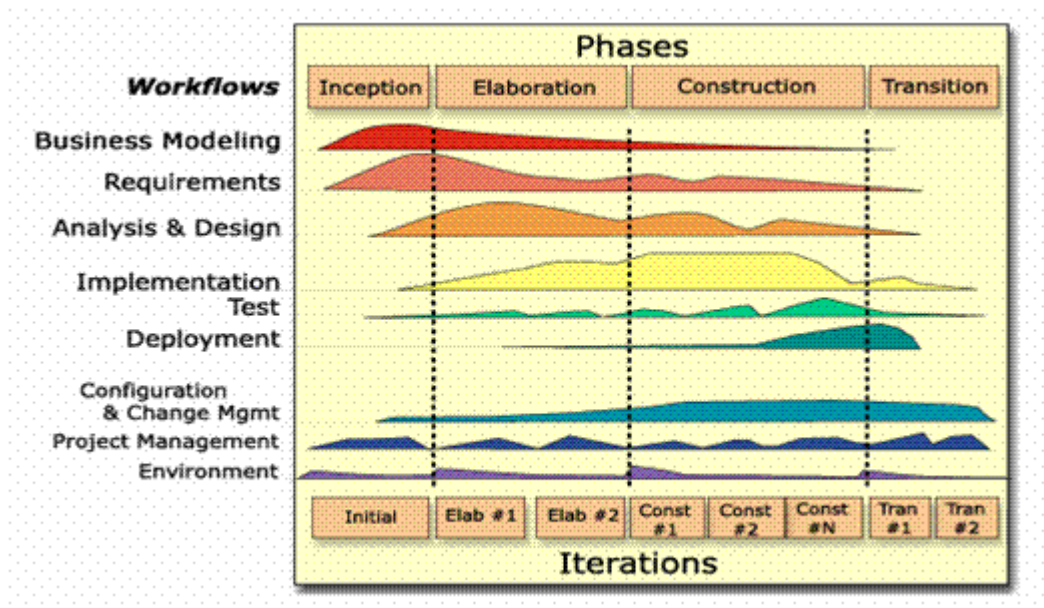 Phases
Workflows
Inception
Elaboration
Construction
Transition
Business Modeling
Requirements
Analysis & Design
Implementation
Test
Deployment
Configuration
& Change Mgmt
Project Management
Environment
Initial
Elab #1
Elab #2
Const
#1
Const
#2
Const
#N
Tran
#1
Tran
#2
Iterations